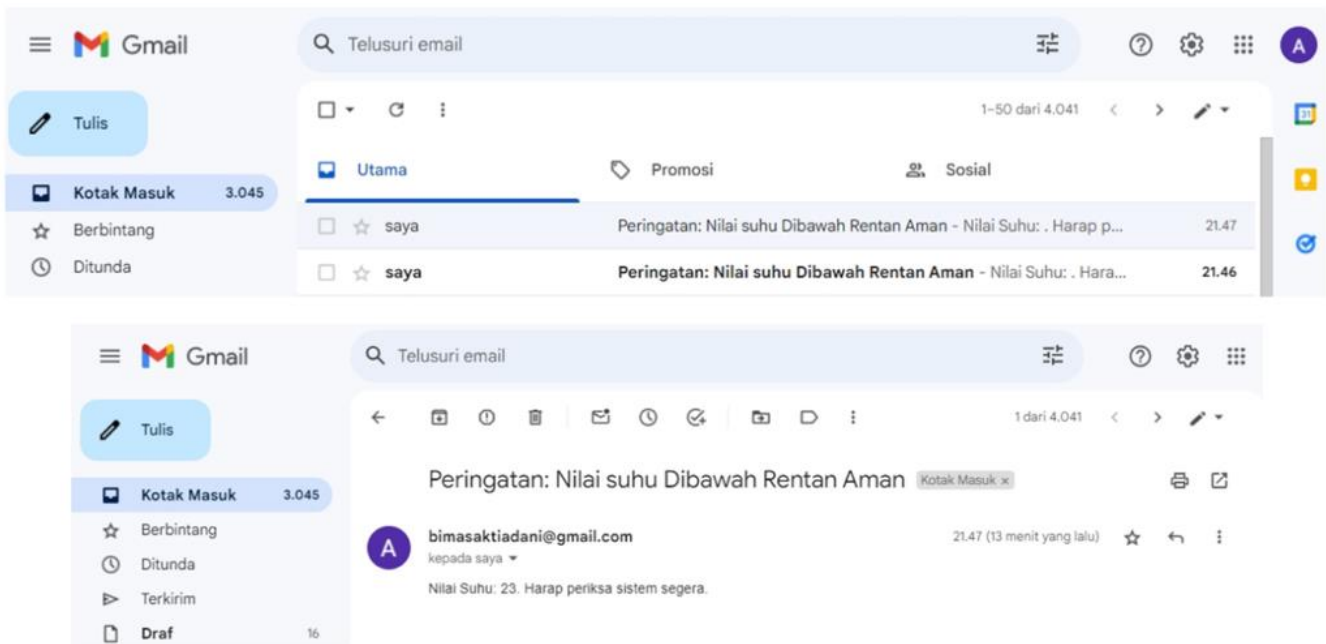 Gmail
Telusuri email
A
Tulis
1-50 dari 4.041
31
Utama
Promosi
Sosial
Kotak Masuk 3.045
Berbintang
Ditunda
saya Peringatan: Nilai suhu Dibawah Rentan Aman - Nilai Suhu: . Harap p... 21.47
saya Peringatan: Nilai suhu Dibawah Rentan Aman - Nilai Suhu: . Hara... 21.46
Gmail
Telusuri email
Tulis
1 dari 4.041
Kotak Masuk 3.045
Berbintang
Ditunda
Terkirim
Draf 16
Peringatan: Nilai suhu Dibawah Rentan Aman Kotak Masuk x
A
bimasaktiadani@gmail.com 21.47 (13 menit yang lalu)
kepada saya
Nilai Suhu: 23. Harap periksa sistem segera.